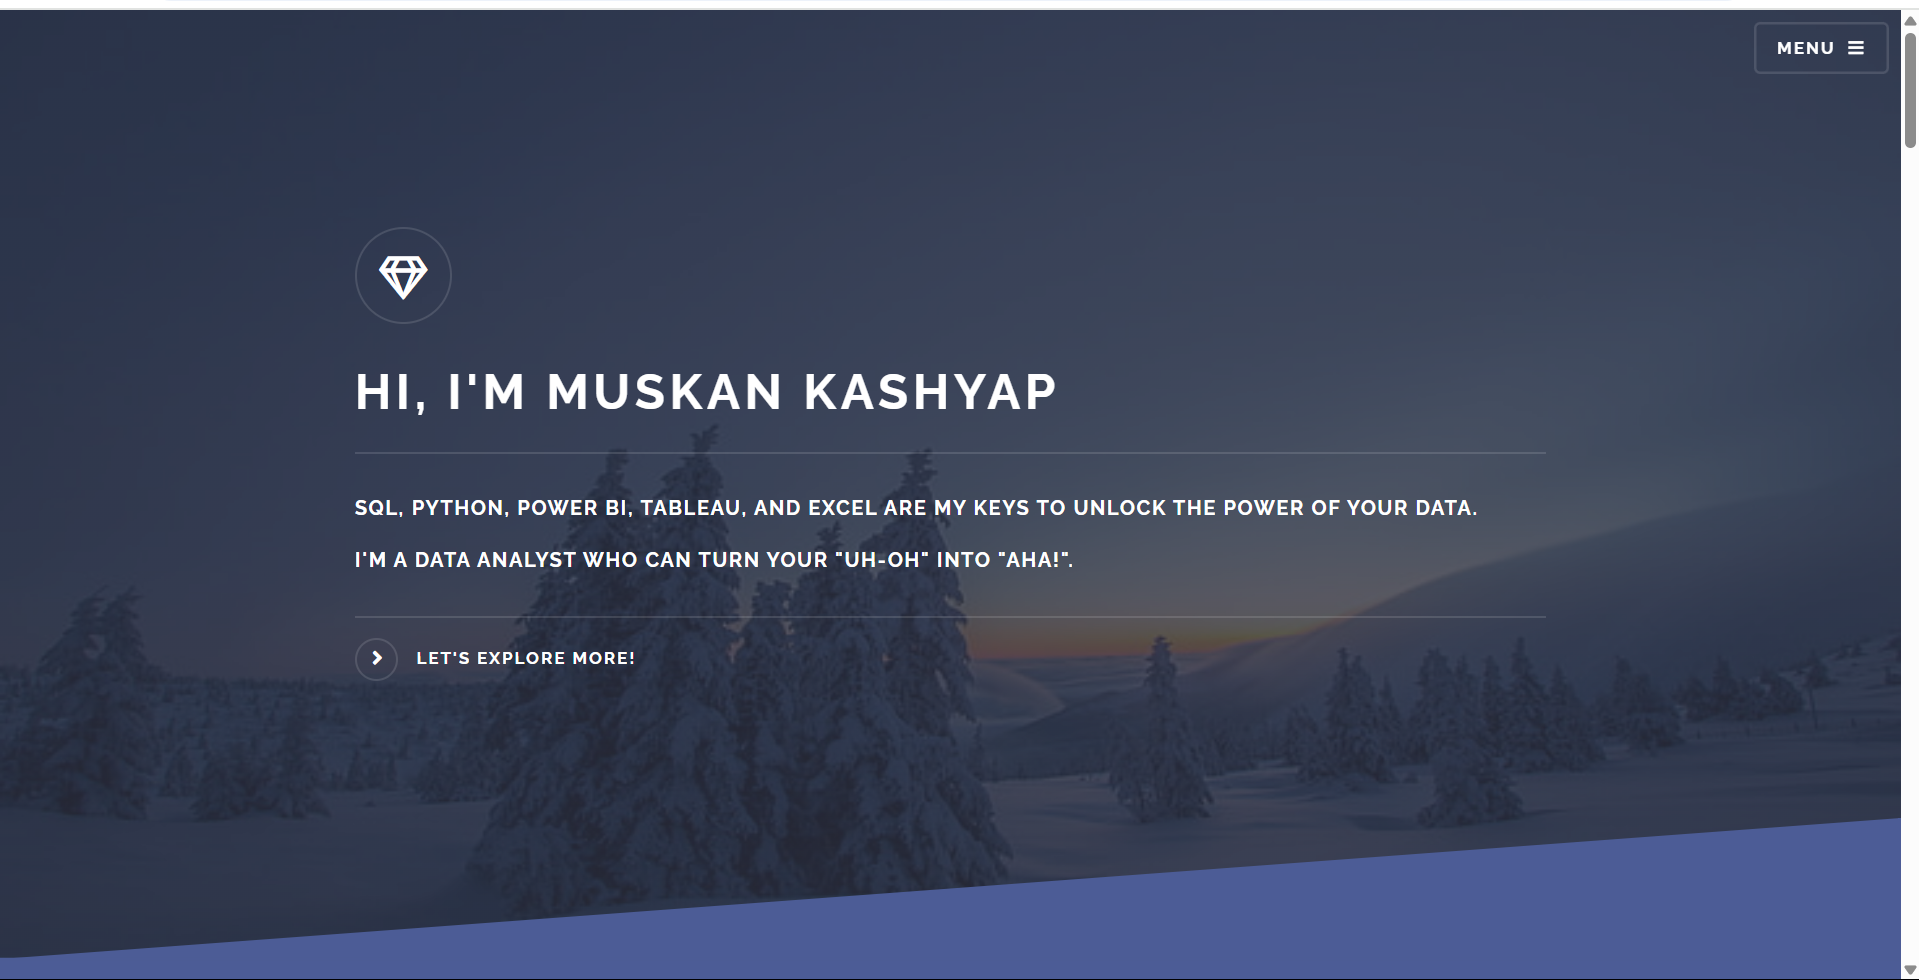 MENU
HI, I'M MUSKAN KASHYAP
SQL, PYTHON, POWER BI, TABLEAU, AND EXCEL ARE MY KEYS TO UNLOCK THE POWER OF YOUR DATA.
I'M A DATA ANALYST WHO CAN TURN YOUR "UH-OH" INTO "AHA!".
LET'S EXPLORE MORE!